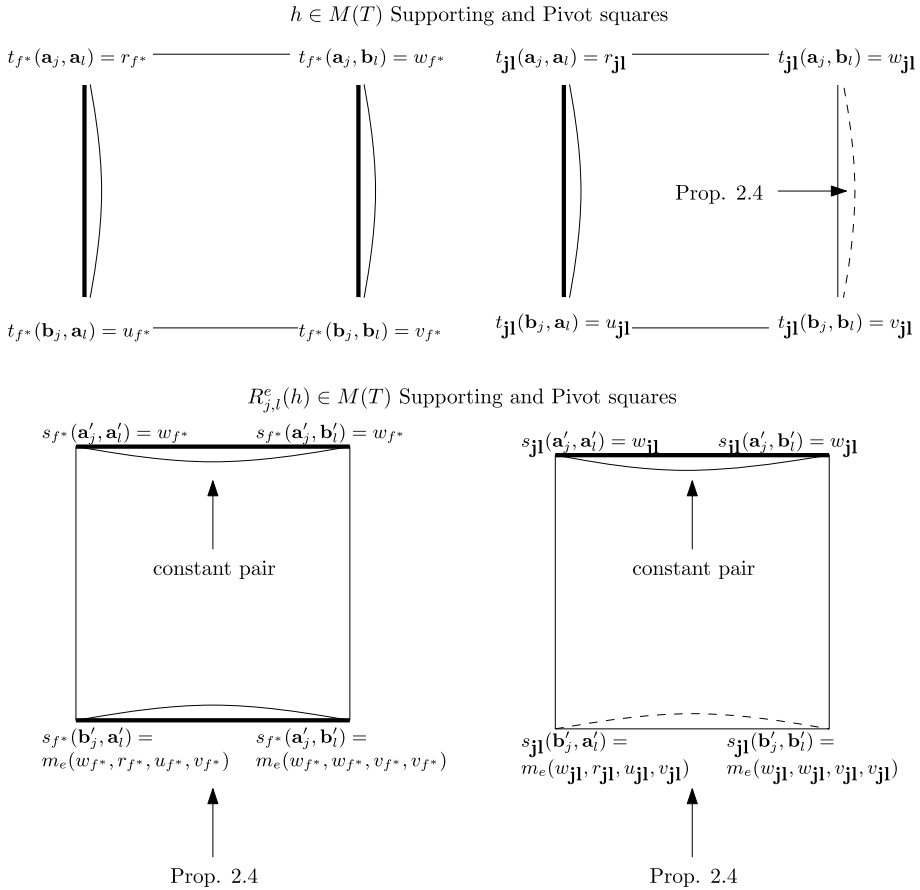 h ∈ M(T) Supporting and Pivot squares
t_{f*}(a_j, a_l) = r_{f*}
t_{f*}(a_j, b_l) = w_{f*}
t_{jl}(a_j, a_l) = r_{jl}
t_{jl}(a_j, b_l) = w_{jl}
Prop. 2.4
t_{f*}(b_j, a_l) = u_{f*}
t_{f*}(b_j, b_l) = v_{f*}
t_{jl}(b_j, a_l) = u_{jl}
t_{jl}(b_j, b_l) = v_{jl}
R^e_{j,l}(h) ∈ M(T) Supporting and Pivot squares
s_{f*}(a′_j, a′_l) = w_{f*}
s_{f*}(a′_j, b′_l) = w_{f*}
s_{jl}(a′_j, a′_l) = w_{jl}
s_{jl}(a′_j, b′_l) = w_{jl}
constant pair
constant pair
s_{f*}(b′_j, a′_l) =
m_e(w_{f*}, r_{f*}, u_{f*}, v_{f*})
s_{f*}(a′_j, b′_l) =
m_e(w_{f*}, w_{f*}, v_{f*}, v_{f*})
s_{jl}(b′_j, a′_l) =
m_e(w_{jl}, r_{jl}, u_{jl}, v_{jl})
s_{jl}(b′_j, b′_l) =
m_e(w_{jl}, w_{jl}, v_{jl}, v_{jl})
Prop. 2.4
Prop. 2.4